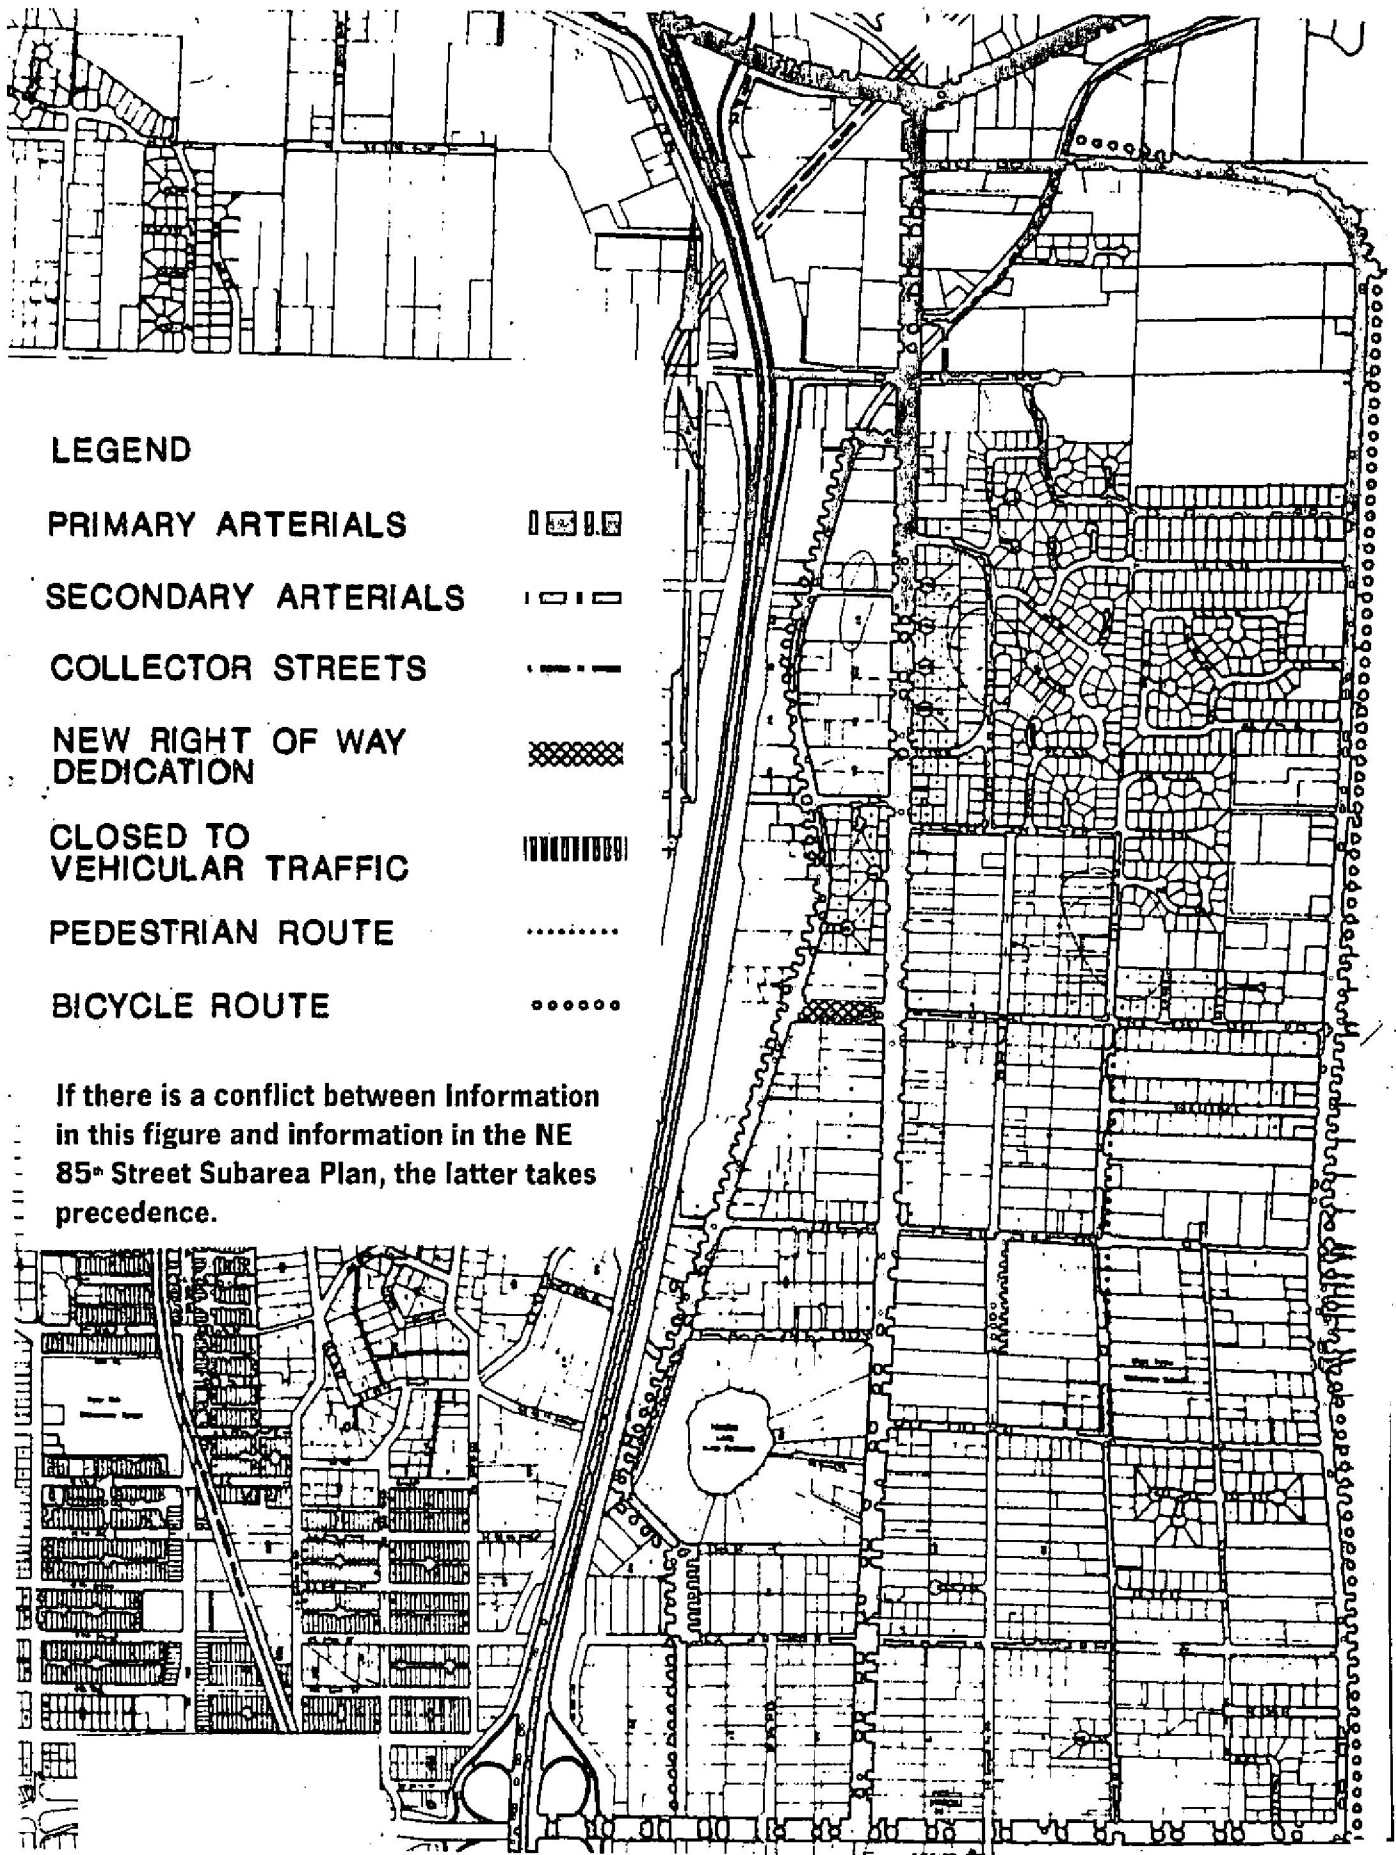 LEGEND
PRIMARY ARTERIALS
SECONDARY ARTERIALS
COLLECTOR STREETS
NEW RIGHT OF WAY
DEDICATION
CLOSED TO
VEHICULAR TRAFFIC
PEDESTRIAN ROUTE
BICYCLE ROUTE
If there is a conflict between Information
in this figure and information in the NE
85th Street Subarea Plan, the latter takes
precedence.